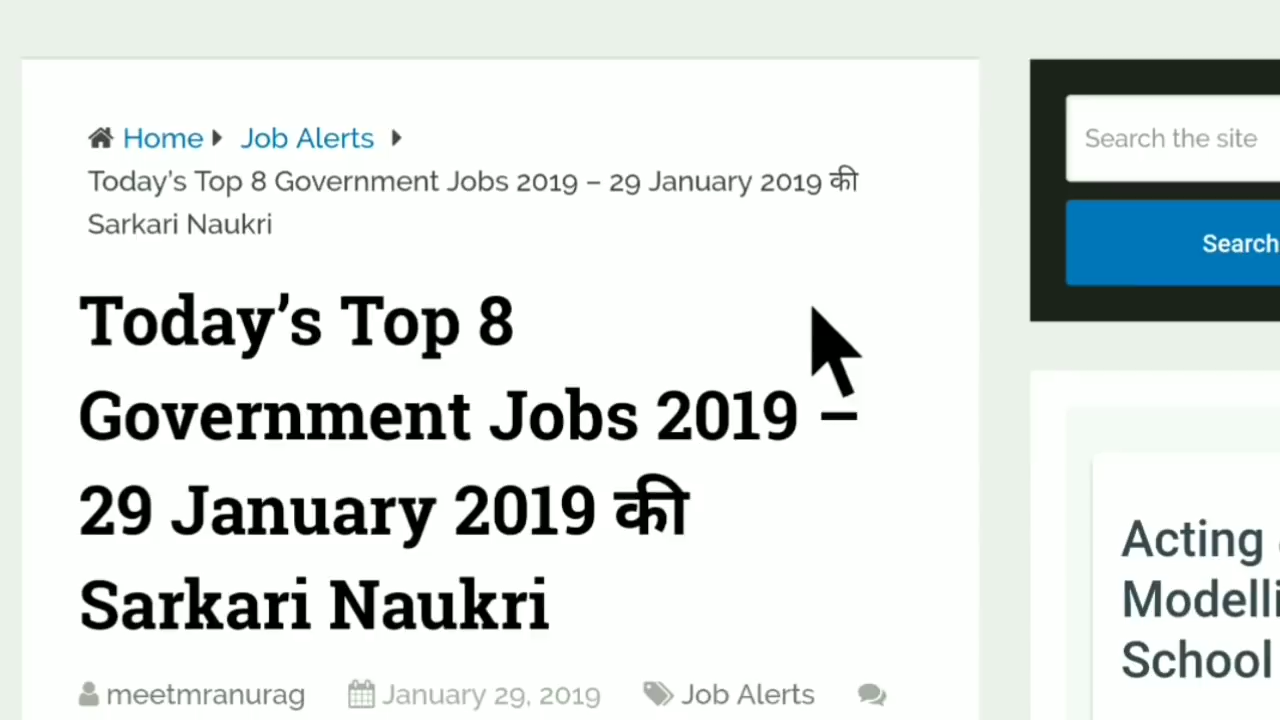 Home Job Alerts
Today's Top 8 Government Jobs 2019 – 29 January 2019 की
Sarkari Naukri
Today's Top 8
Government Jobs 2019 –
29 January 2019 की
Sarkari Naukri
meetmranurag January 29, 2019 Job Alerts
Search the site
Search
Acting
Modelli
School